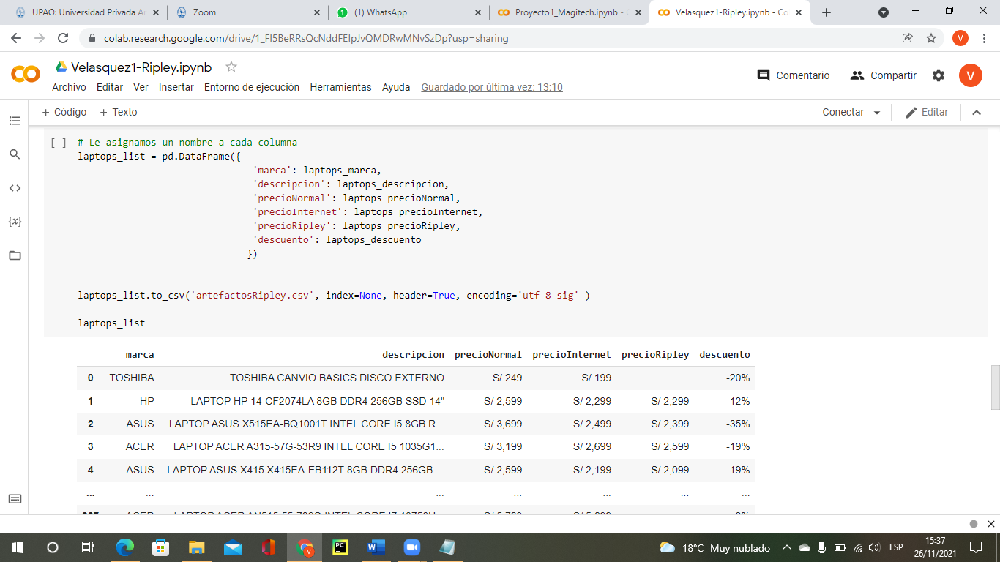 UPAO: Universidad Privada An
Zoom
(1) WhatsApp
Proyecto1_Magitech.ipynb - C
Velasquez1-Ripley.ipynb - Co
colab.research.google.com/drive/1_FI5BeRRsQcNddFEIpJvQMDRwMNvSzDp?usp=sharing
V
Velasquez1-Ripley.ipynb
Comentario
Compartir
V
Archivo Editar Ver Insertar Entorno de ejecución Herramientas Ayuda Guardado por última vez: 13:10
+ Código + Texto
Conectar
Editar
[ ] # Le asignamos un nombre a cada columna
laptops_list = pd.DataFrame({
'marca': laptops_marca,
'descripcion': laptops_descripcion,
'precioNormal': laptops_precioNormal,
'precioInternet': laptops_precioInternet,
'precioRipley': laptops_precioRipley,
'descuento': laptops_descuento
})
laptops_list.to_csv('artefactosRipley.csv', index=None, header=True, encoding='utf-8-sig' )
laptops_list
marca descripcion precioNormal precioInternet precioRipley descuento
0 TOSHIBA TOSHIBA CANVIO BASICS DISCO EXTERNO S/ 249 S/ 199 -20%
1 HP LAPTOP HP 14-CF2074LA 8GB DDR4 256GB SSD 14" S/ 2,599 S/ 2,299 S/ 2,299 -12%
2 ASUS LAPTOP ASUS X515EA-BQ1001T INTEL CORE I5 8GB R... S/ 3,699 S/ 2,499 S/ 2,399 -35%
3 ACER LAPTOP ACER A315-57G-53R9 INTEL CORE I5 1035G1... S/ 3,199 S/ 2,699 S/ 2,599 -19%
4 ASUS LAPTOP ASUS X415 X415EA-EB112T 8GB DDR4 256GB ... S/ 2,599 S/ 2,199 S/ 2,099 -19%
... ... ... ... ... ... ...
18°C Muy nublado
ESP
15:37
26/11/2021